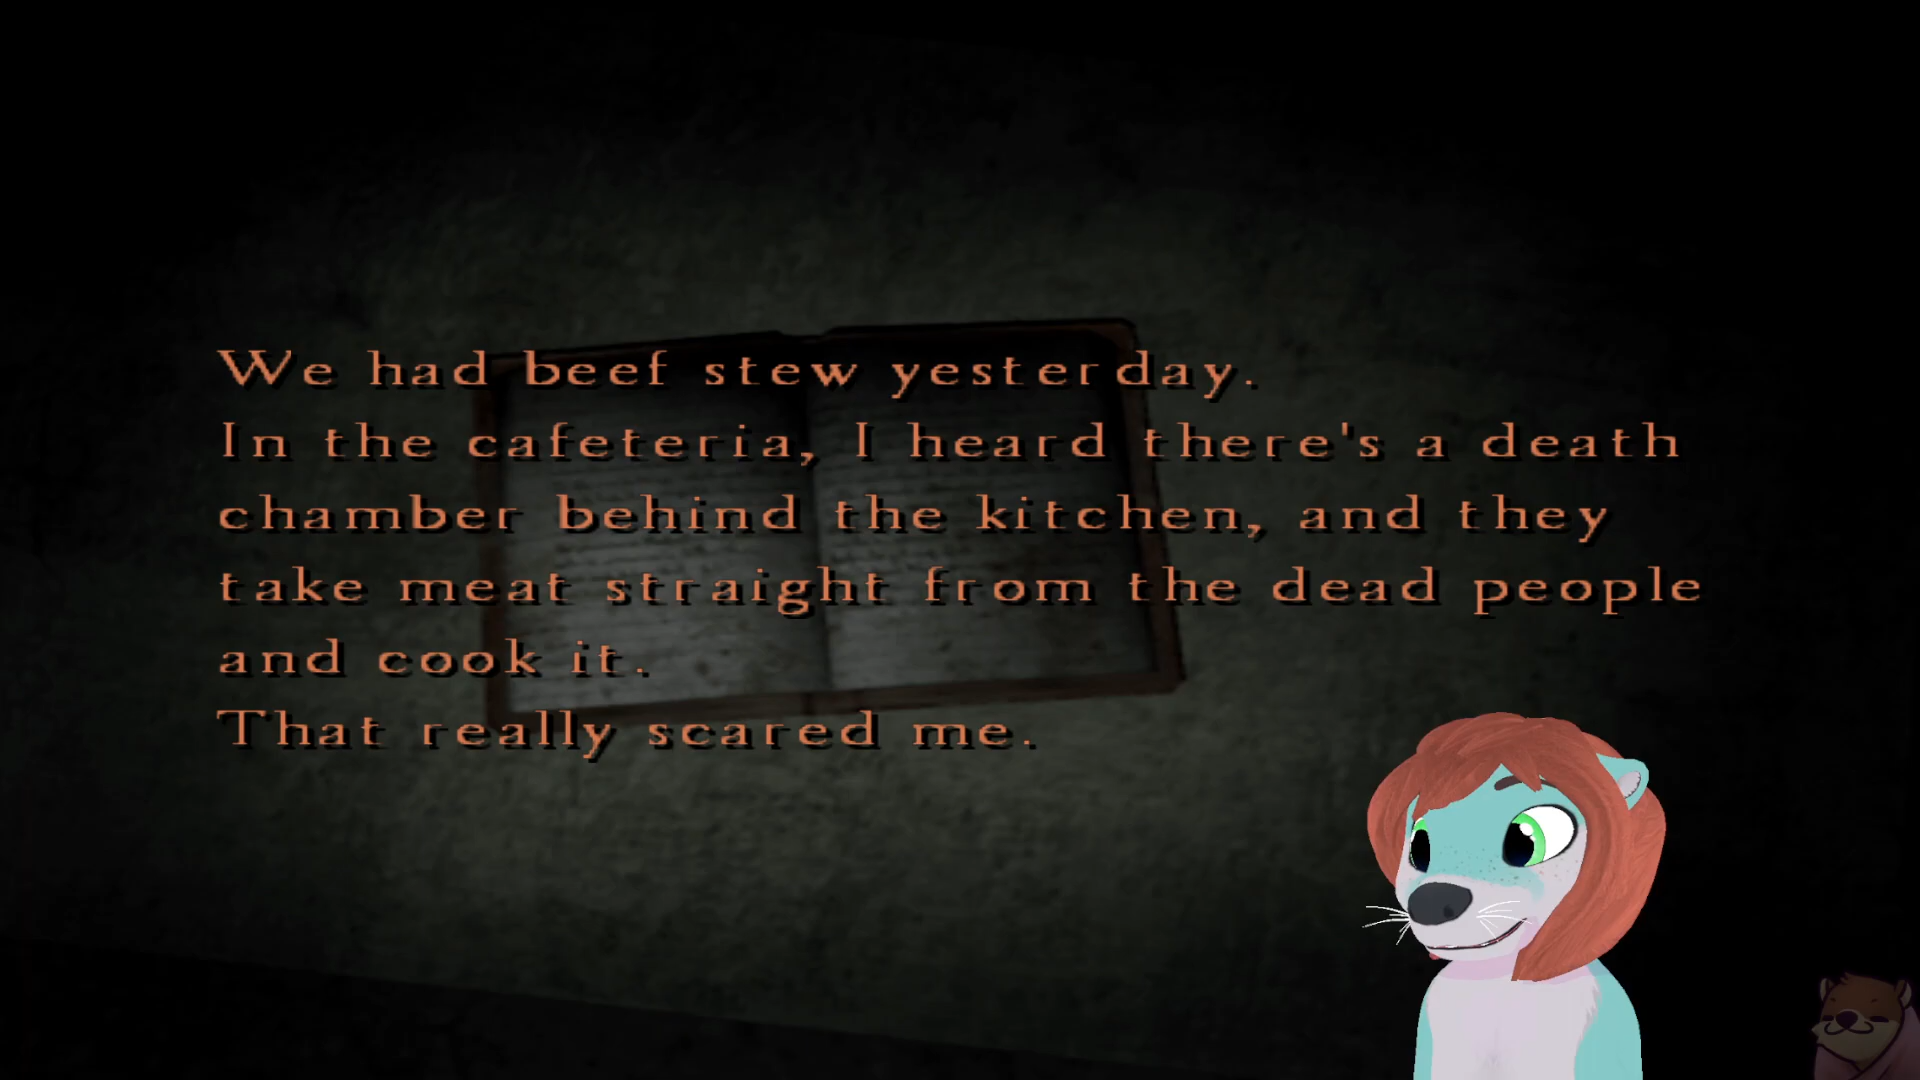 We had beef stew yesterday.
In the cafeteria, I heard there's a death
chamber behind the kitchen, and they
take meat straight from the dead people
and cook it.
That really scared me.